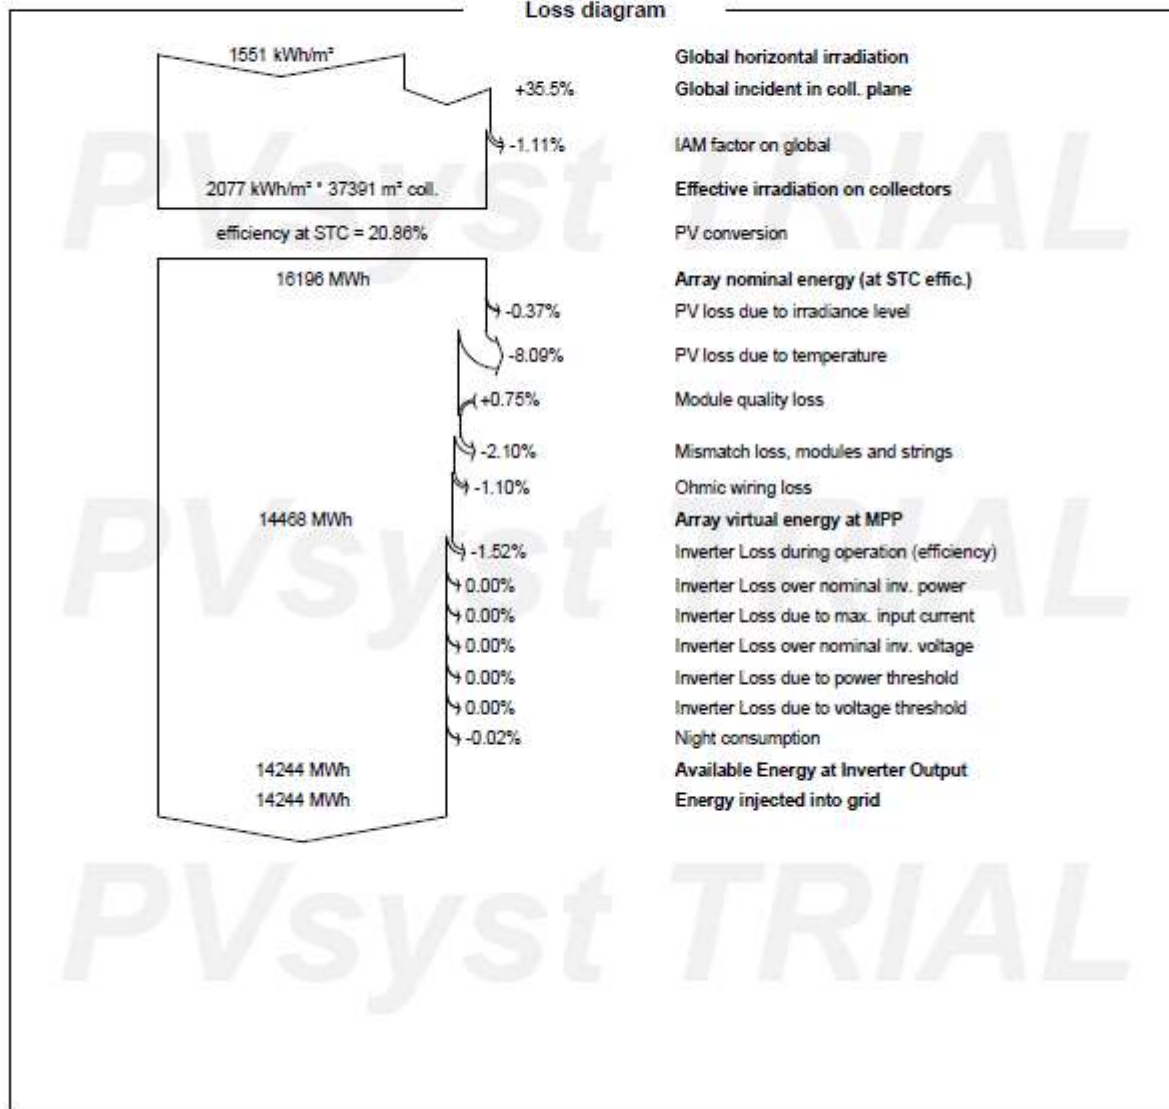 Loss diagram
1551 kWh/m² Global horizontal irradiation
+35.5% Global incident in coll. plane
-1.11% IAM factor on global
2077 kWh/m² * 37391 m² coll. Effective irradiation on collectors
efficiency at STC = 20.86% PV conversion
16196 MWh Array nominal energy (at STC effic.)
-0.37% PV loss due to irradiance level
-8.09% PV loss due to temperature
+0.75% Module quality loss
-2.10% Mismatch loss, modules and strings
-1.10% Ohmic wiring loss
14468 MWh Array virtual energy at MPP
-1.52% Inverter Loss during operation (efficiency)
0.00% Inverter Loss over nominal inv. power
0.00% Inverter Loss due to max. input current
0.00% Inverter Loss over nominal inv. voltage
0.00% Inverter Loss due to power threshold
0.00% Inverter Loss due to voltage threshold
-0.02% Night consumption
14244 MWh Available Energy at Inverter Output
14244 MWh Energy injected into grid
PVsyst TRIAL
PVsyst TRIAL
PVsyst TRIAL